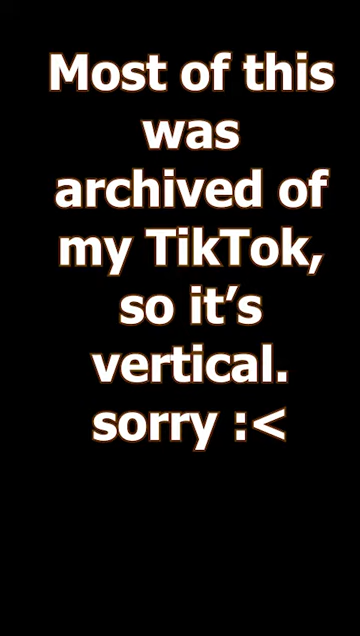 Most of this
was
archived of
my TikTok,
so it’s
vertical.
sorry :<